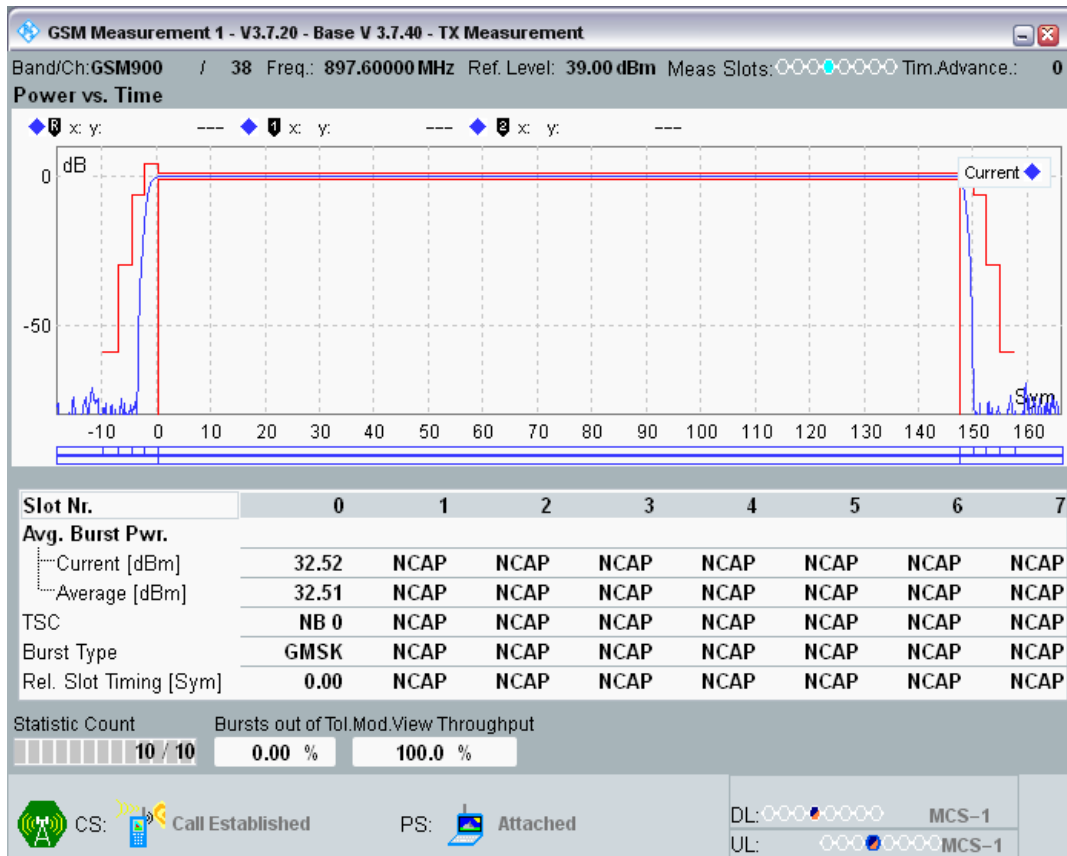 GSM Measurement 1 - V3.7.20 - Base V 3.7.40 - TX Measurement
Band/Ch:GSM900 / 38 Freq.: 897.60000 MHz Ref. Level: 39.00 dBm Meas Slots: Tim.Advance.: 0
Power vs. Time
R x: y: --- 1 x: y: --- 2 x: y: ---
dB
Current
0
-50
Sym
-10 0 10 20 30 40 50 60 70 80 90 100 110 120 130 140 150 160
Slot Nr. 0 1 2 3 4 5 6 7
Avg. Burst Pwr.
Current [dBm] 32.52 NCAP NCAP NCAP NCAP NCAP NCAP NCAP
Average [dBm] 32.51 NCAP NCAP NCAP NCAP NCAP NCAP NCAP
TSC NB 0 NCAP NCAP NCAP NCAP NCAP NCAP NCAP
Burst Type GMSK NCAP NCAP NCAP NCAP NCAP NCAP NCAP
Rel. Slot Timing [Sym] 0.00 NCAP NCAP NCAP NCAP NCAP NCAP NCAP
Statistic Count Bursts out of Tol. Mod.View Throughput
10 / 10 0.00 % 100.0 %
CS: Call Established PS: Attached DL: MCS-1
UL: MCS-1